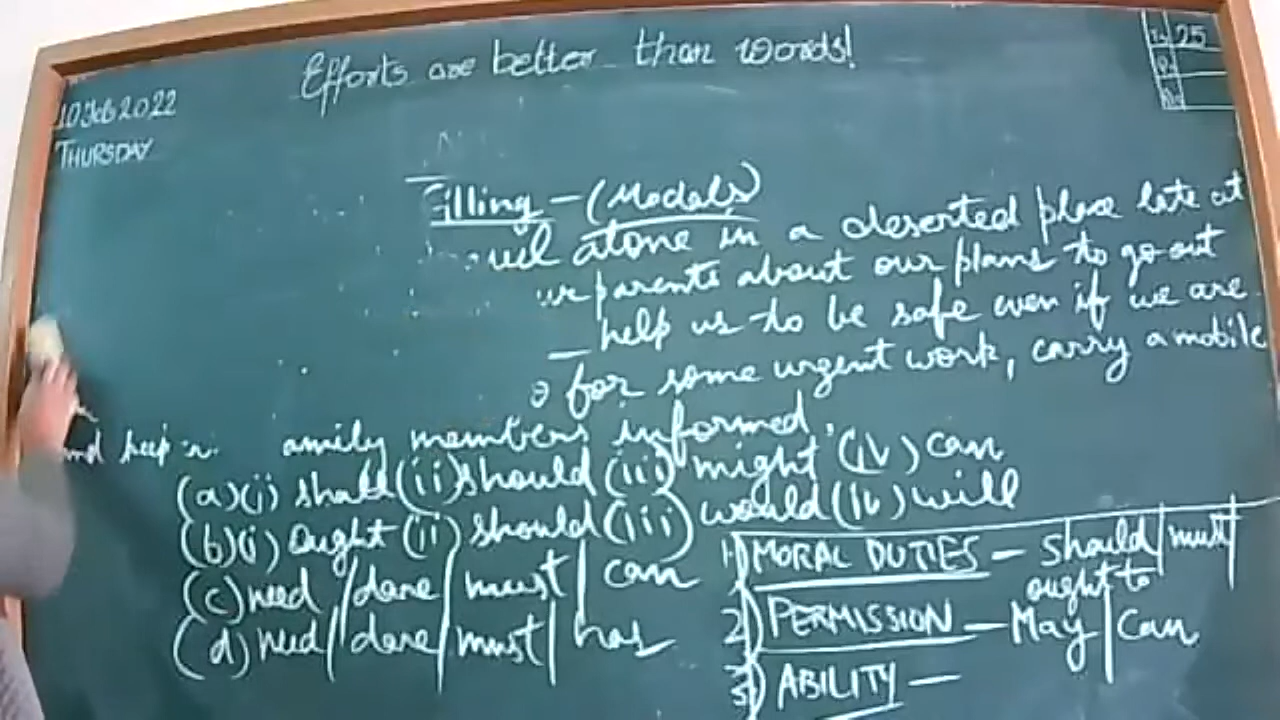 Efforts are better than words!
25
10 Feb 2022
THURSDAY
Filling - (Modals)
alone in a deserted place late at
parents about our plans to go out
help us to be safe even if we are
for some urgent work, carry a mobile
members informed.
(a)(i) shall (ii) should (iii) might (iv) can
(b)(i) Ought (ii) should (iii) would (iv) will
(c) need / dare / must / can
(d) need / dare / must / has
1) MORAL DUTIES - should / must
ought to
2) PERMISSION - May / Can
3) ABILITY -